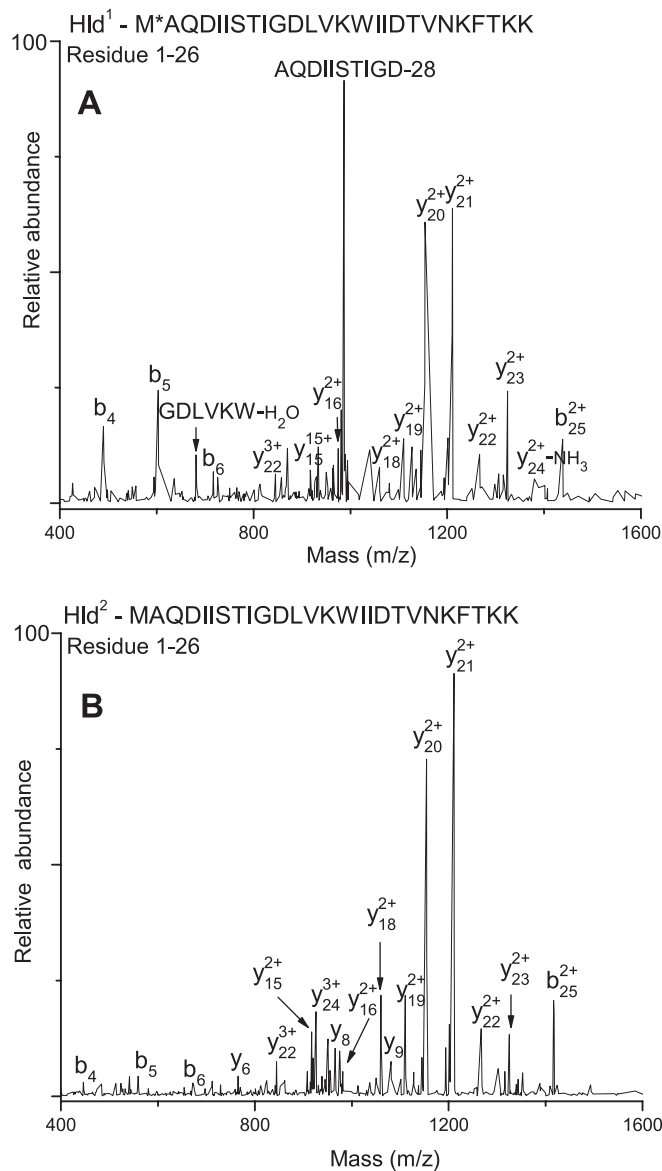 Hld¹ - M*AQDIISTIGDLVKWIIDTVNKFTKK
Residue 1-26
100
A
AQDIISTIGD-28
Relative abundance
y₂₀²⁺ y₂₁²⁺
b₄
b₅
GDLVKW-H₂O
b₆
y₂₂³⁺
y₁₅¹⁵⁺
y₁₆²⁺
y₁₈²⁺
y₁₉²⁺
y₂₂²⁺
y₂₃²⁺
y₂₄²⁺-NH₃
b₂₅²⁺
400 800 1200 1600
Mass (m/z)
Hld² - MAQDIISTIGDLVKWIIDTVNKFTKK
100
Residue 1-26
B
y₂₁²⁺
y₂₀²⁺
Relative abundance
y₁₈²⁺
y₁₅²⁺
y₂₄³⁺
y₁₆²⁺
y₁₉²⁺
y₂₃²⁺
b₂₅²⁺
b₄
b₅
b₆
y₆
y₂₂³⁺
y₈
y₉
y₂₂²⁺
400 800 1200 1600
Mass (m/z)